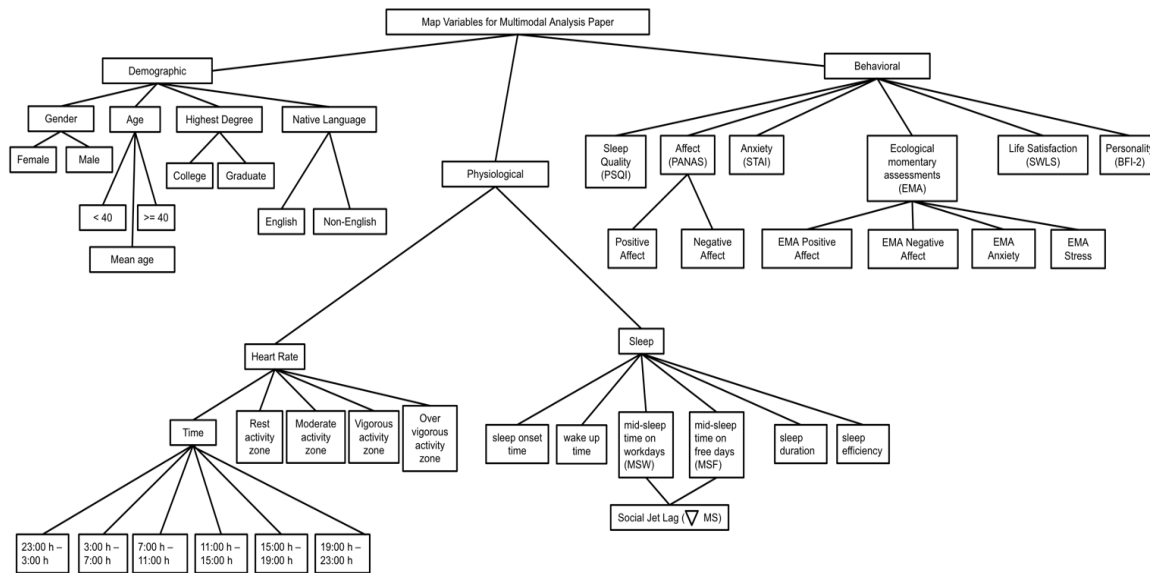 Map Variables for Multimodal Analysis Paper
Demographic
Behavioral
Gender
Age
Highest Degree
Native Language
Female
Male
College
Graduate
< 40
>= 40
English
Non-English
Mean age
Physiological
Sleep
Quality
(PSQI)
Affect
(PANAS)
Anxiety
(STAI)
Ecological
momentary
assessments
(EMA)
Life Satisfaction
(SWLS)
Personality
(BFI-2)
Positive
Affect
Negative
Affect
EMA Positive
Affect
EMA Negative
Affect
EMA
Anxiety
EMA
Stress
Heart Rate
Sleep
Time
Rest
activity
zone
Moderate
activity
zone
Vigorous
activity
zone
Over
vigorous
activity
zone
sleep onset
time
wake up
time
mid-sleep
time on
workdays
(MSW)
mid-sleep
time on
free days
(MSF)
sleep
duration
sleep
efficiency
Social Jet Lag (▽ MS)
23:00 h –
3:00 h
3:00 h –
7:00 h
7:00 h –
11:00 h
11:00 h –
15:00 h
15:00 h –
19:00 h
19:00 h –
23:00 h